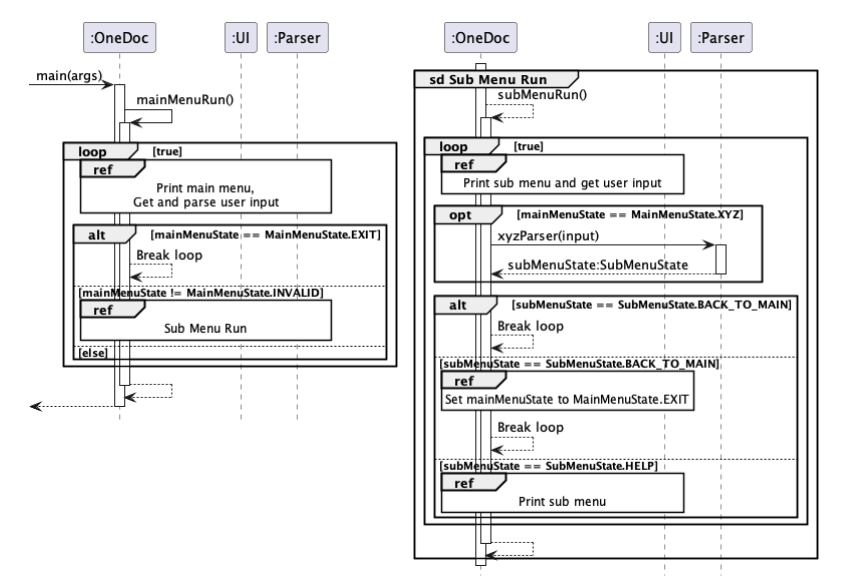 :OneDoc
:UI
:Parser
main(args)
mainMenuRun()
loop
[true]
ref
Print main menu,
Get and parse user input
alt
[mainMenuState == MainMenuState.EXIT]
Break loop
[mainMenuState != MainMenuState.INVALID]
ref
Sub Menu Run
[else]
:OneDoc
:UI
:Parser
sd Sub Menu Run
subMenuRun()
loop
[true]
ref
Print sub menu and get user input
opt
[mainMenuState == MainMenuState.XYZ]
xyzParser(input)
subMenuState:SubMenuState
alt
[subMenuState == SubMenuState.BACK_TO_MAIN]
Break loop
[subMenuState == SubMenuState.BACK_TO_MAIN]
ref
Set mainMenuState to MainMenuState.EXIT
Break loop
[subMenuState == SubMenuState.HELP]
ref
Print sub menu